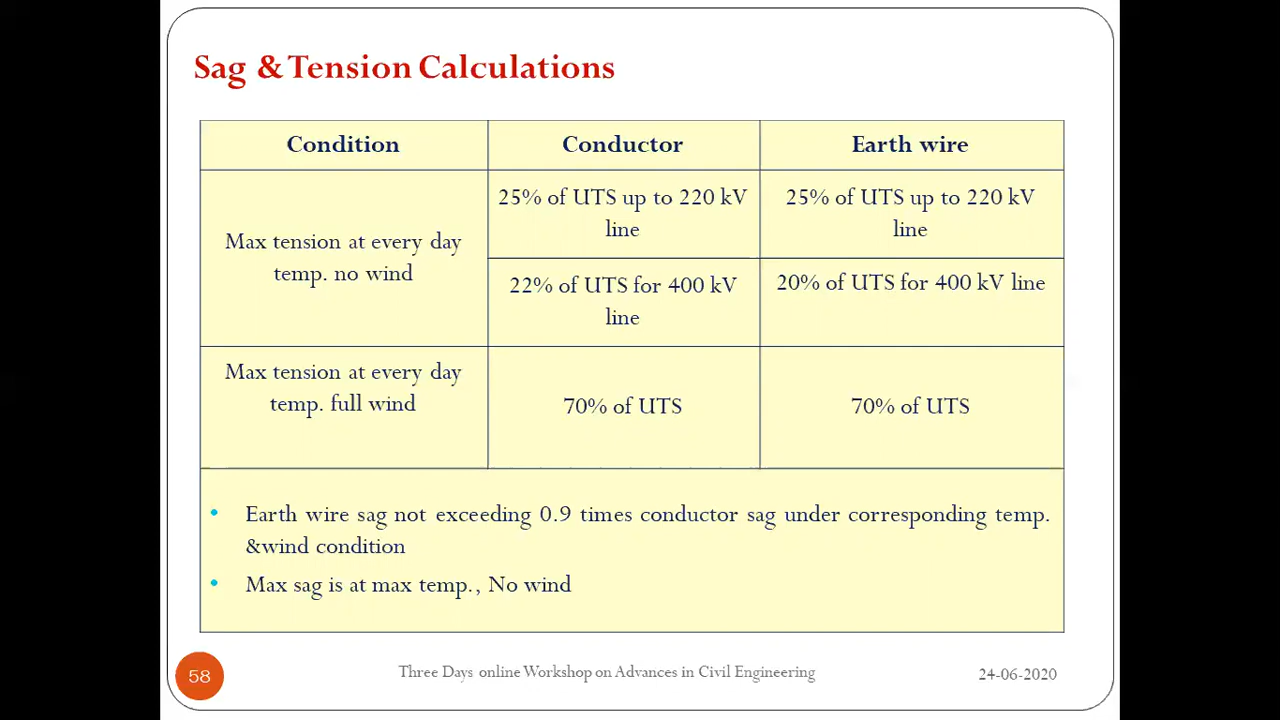 Sag & Tension Calculations
Condition
Conductor
Earth wire
Max tension at every day
temp. no wind
25% of UTS up to 220 kV
line
25% of UTS up to 220 kV
line
22% of UTS for 400 kV
line
20% of UTS for 400 kV line
Max tension at every day
temp. full wind
70% of UTS
70% of UTS
• Earth wire sag not exceeding 0.9 times conductor sag under corresponding temp.
&wind condition
• Max sag is at max temp., No wind
58
Three Days online Workshop on Advances in Civil Engineering
24-06-2020